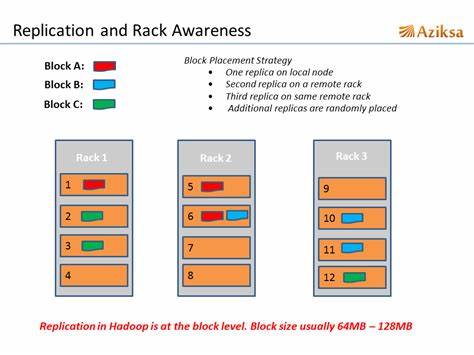 Replication and Rack Awareness
Aziksa
Block A:
Block B:
Block C:
Block Placement Strategy
• One replica on local node
• Second replica on a remote rack
• Third replica on same remote rack
• Additional replicas are randomly placed
Rack 1
1
2
3
4
Rack 2
5
6
7
8
Rack 3
9
10
11
12
Replication in Hadoop is at the block level. Block size usually 64MB – 128MB